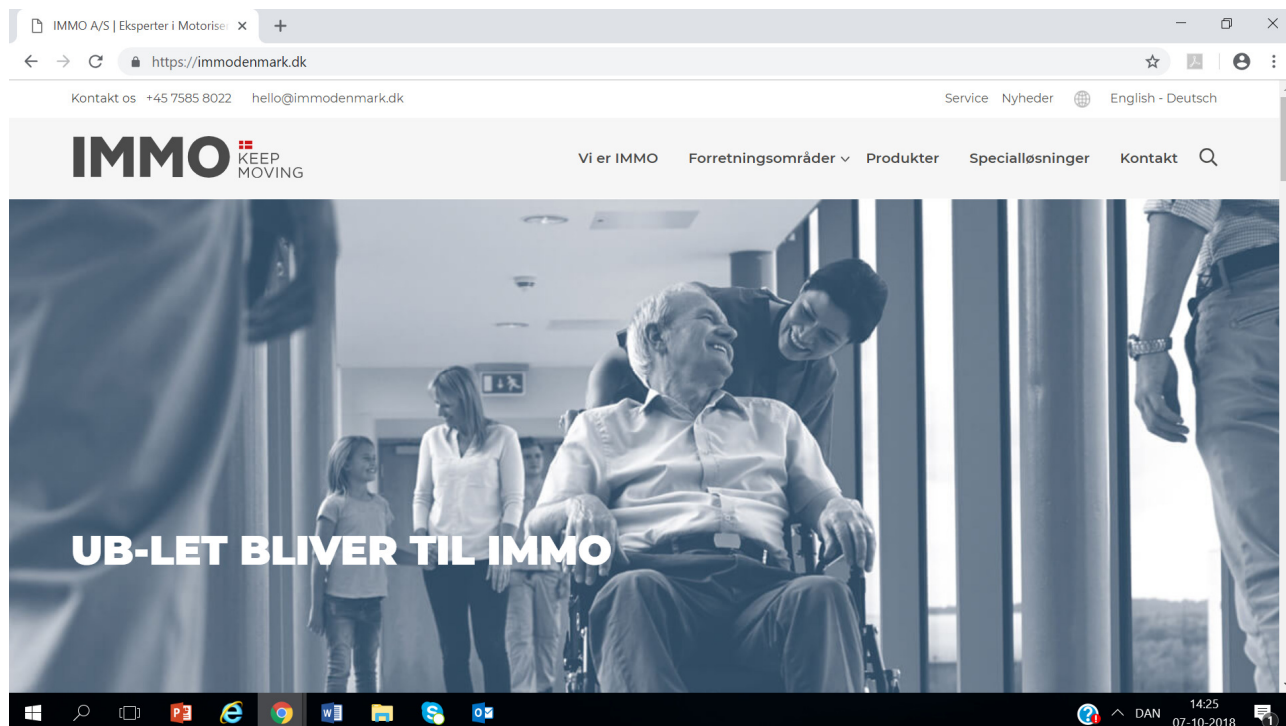 IMMO A/S | Eksperter i Motorise
https://immodenmark.dk
Kontakt os +45 7585 8022 hello@immodenmark.dk
Service Nyheder English - Deutsch
IMMO KEEP
MOVING
Vi er IMMO Forretningsområder Produkter Specialløsninger Kontakt
UB-LET BLIVER TIL IMMO
DAN
14:25
07-10-2018